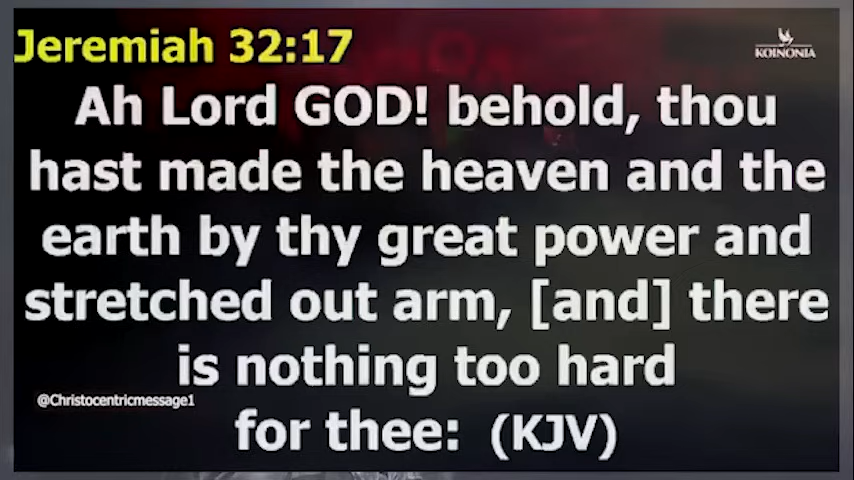 Jeremiah 32:17
KOINONIA
Ah Lord GOD! behold, thou
hast made the heaven and the
earth by thy great power and
stretched out arm, [and] there
is nothing too hard
@Christocentricmessage1
for thee: (KJV)